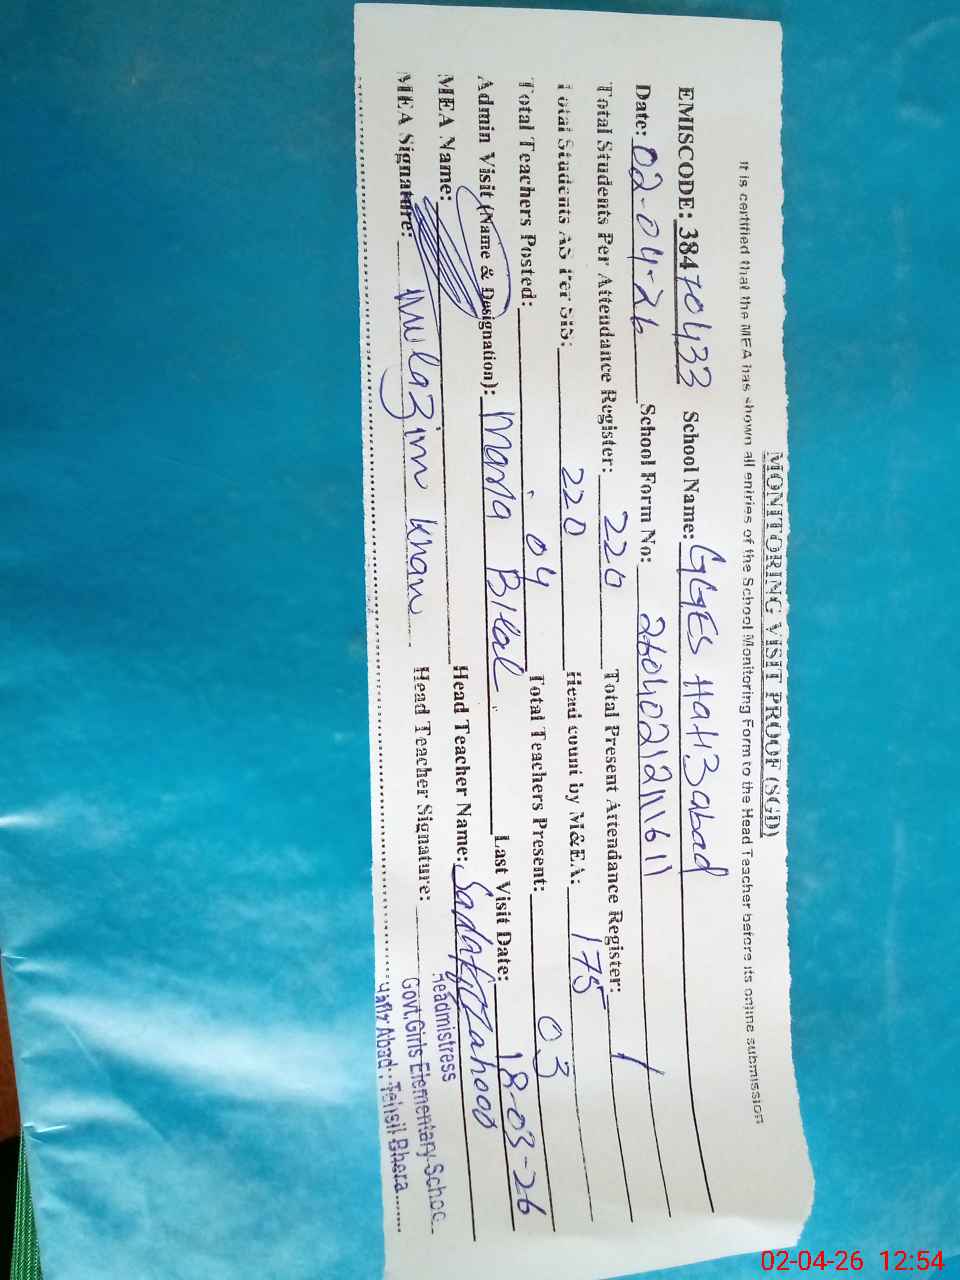 MONITORING VISIT PROOF (SGD)
It is certified that the MEA has shown all entries of the School Monitoring Form to the Head Teacher before its online submission
EMISCODE: 38470433 School Name: GGES Hafizabad
Date: 02-04-26 School Form No: 2604021211611
Total Students Per Attendance Register: 220 Total Present Attendance Register: /
Total Students As Per SIS: 220 Head count by M&EA: 175
Total Teachers Posted: 04 Total Teachers Present: 03
Admin Visit (Name & Designation): Maria Bilal Last Visit Date: 18-03-26
MEA Name: Head Teacher Name:
MEA Signature: Mulazim Khan Head Teacher Signature:
Headmistress
Govt.Girls Elementary School
Hafiz Abad Tehsil Bhera
02-04-26 12:54